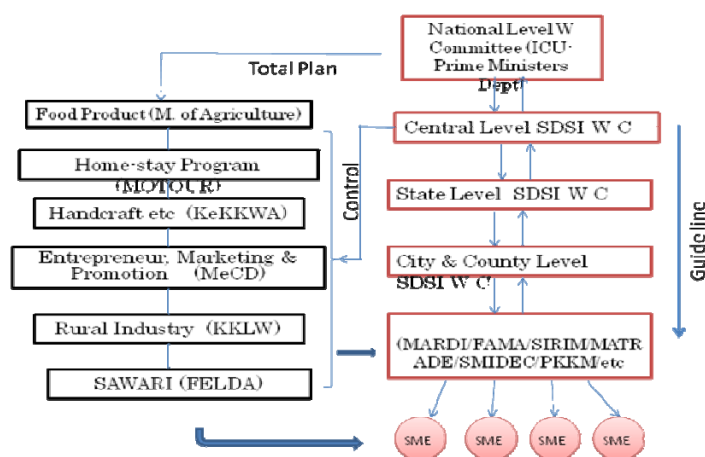 National Level W
Committee (ICU-
Prime Ministers
Dept)
Total Plan
Food Product (M. of Agriculture)
Central Level SDSI W C
Home-stay Program
(MOTOUR)
Control
State Level SDSI W C
Handcraft etc (KeKKWA)
Guide line
Entrepreneur, Marketing &
Promotion (MeCD)
City & County Level
SDSI W C
Rural Industry (KKLW)
(MARDI/FAMA/SIRIM/MATR
ADE/SMIDEC/PKKM/etc
SAWARI (FELDA)
SME
SME
SME
SME